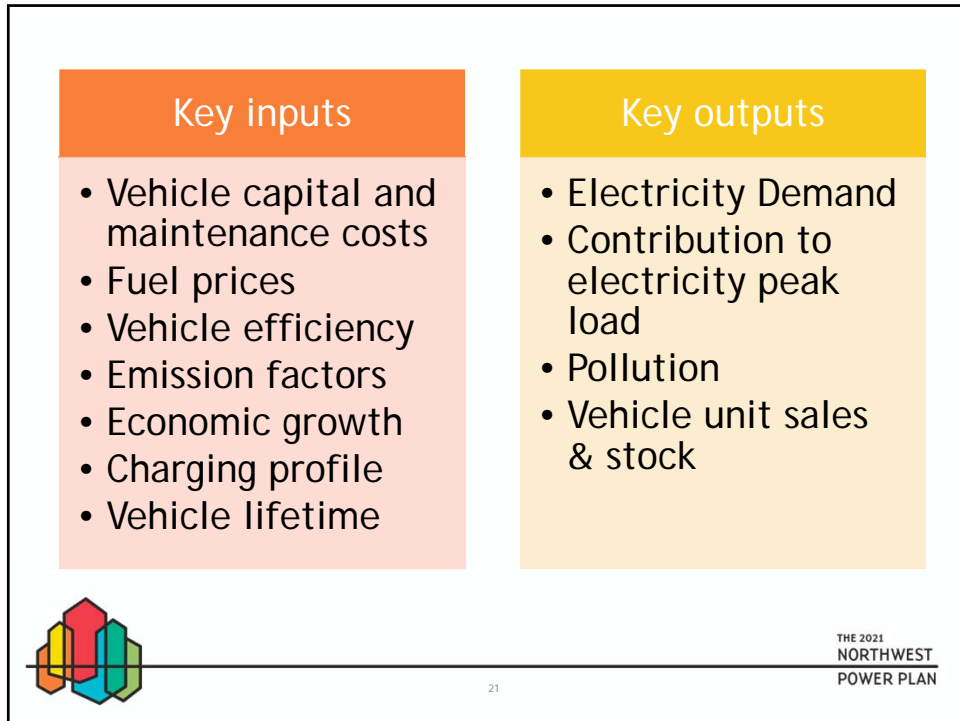 Key inputs
• Vehicle capital and
maintenance costs
• Fuel prices
• Vehicle efficiency
• Emission factors
• Economic growth
• Charging profile
• Vehicle lifetime
Key outputs
• Electricity Demand
• Contribution to
electricity peak
load
• Pollution
• Vehicle unit sales
& stock
21
THE 2021
NORTHWEST
POWER PLAN